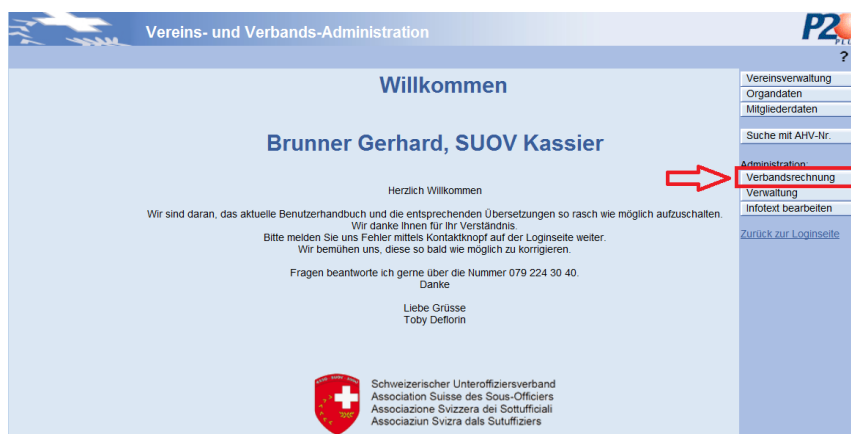 Vereins- und Verbands-Administration
P2
PLU
?
Willkommen
Brunner Gerhard, SUOV Kassier
Herzlich Willkommen
Wir sind daran, das aktuelle Benutzerhandbuch und die entsprechenden Übersetzungen so rasch wie möglich aufzuschalten.
Wir danke Ihnen für Ihr Verständnis.
Bitte melden Sie uns Fehler mittels Kontaktknopf auf der Loginseite weiter.
Wir bemühen uns, diese so bald wie möglich zu korrigieren.
Fragen beantworte ich gerne über die Nummer 079 224 30 40.
Danke
Liebe Grüsse
Toby Deflorin
Schweizerischer Unteroffiziersverband
Association Suisse des Sous-Officiers
Associazione Svizzera dei Sottufficiali
Associaziun Svizra dals Sutuffiziers
Vereinsverwaltung
Organdaten
Mitgliederdaten
Suche mit AHV-Nr.
Administration:
Verbandsrechnung
Verwaltung
Infotext bearbeiten
Zurück zur Loginseite